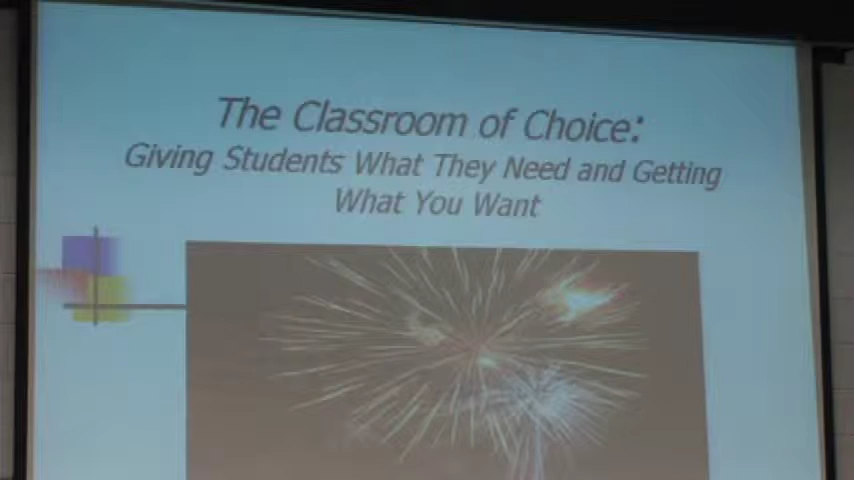 The Classroom of Choice:
Giving Students What They Need and Getting
What You Want